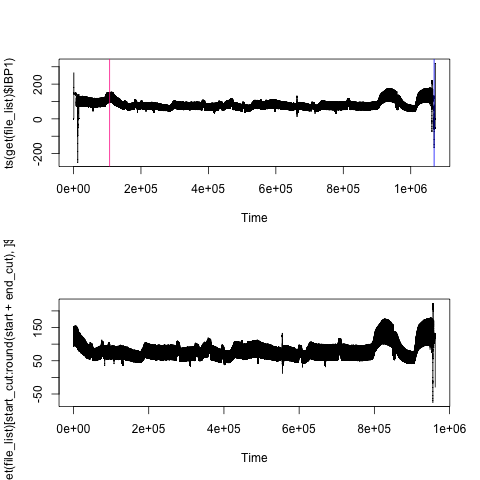 ts(get(file_list)$IBP1)
200
0
-200
0e+00 2e+05 4e+05 6e+05 8e+05 1e+06
Time
et(file_list)[start_cut:round(start + end_cut), ]$
150
50
-50
0e+00 2e+05 4e+05 6e+05 8e+05 1e+06
Time